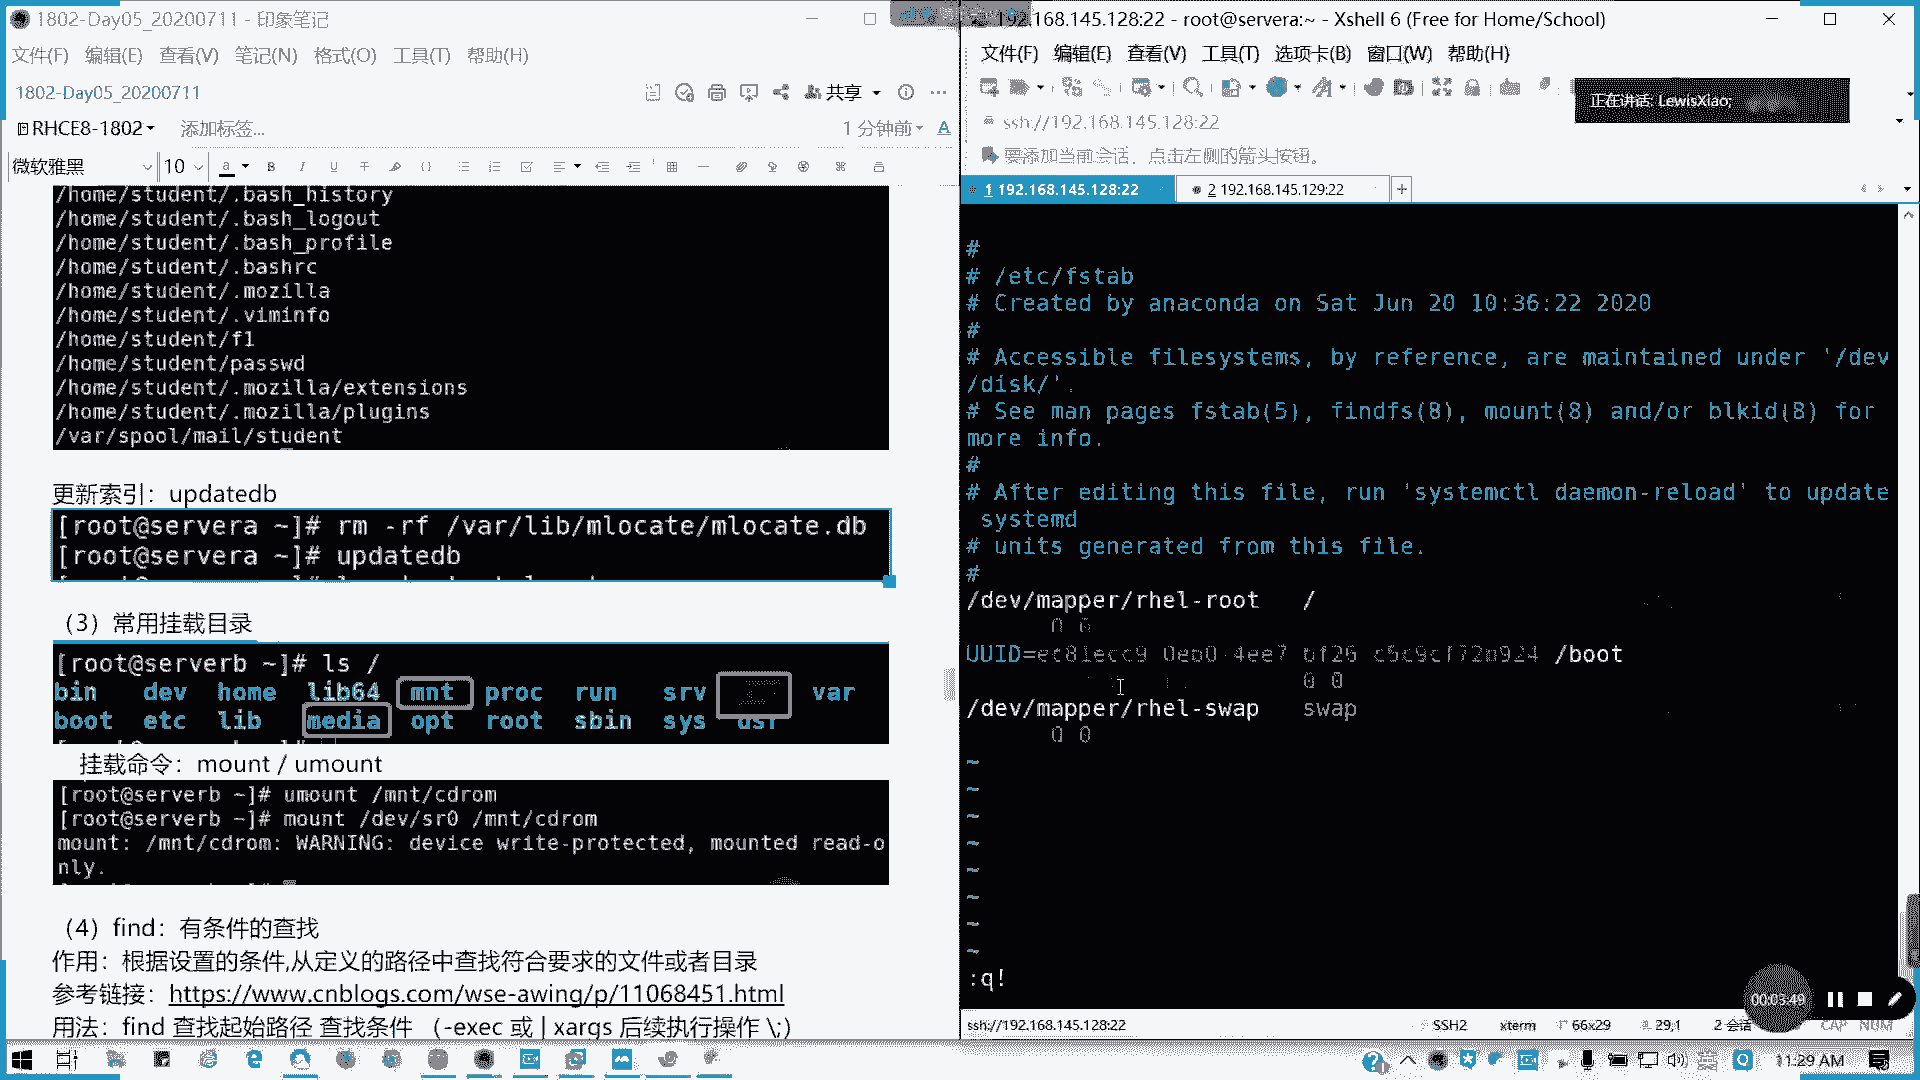 1802-Day05_20200711 - 印象笔记
文件(F) 编辑(E) 查看(V) 笔记(N) 格式(O) 工具(T) 帮助(H)
1802-Day05_20200711
共享
RHCE8-1802
添加标签...
1 分钟前
微软雅黑 10
/home/student/.bash_history
/home/student/.bash_logout
/home/student/.bash_profile
/home/student/.bashrc
/home/student/.mozilla
/home/student/.viminfo
/home/student/f1
/home/student/passwd
/home/student/.mozilla/extensions
/home/student/.mozilla/plugins
/var/spool/mail/student
更新索引：updatedb
[root@servera ~]# rm -rf /var/lib/mlocate/mlocate.db
[root@servera ~]# updatedb
（3）常用挂载目录
[root@serverb ~]# ls /
bin dev home lib64 mnt proc run srv var
boot etc lib media opt root sbin sys usr
挂载命令：mount / umount
[root@serverb ~]# umount /mnt/cdrom
[root@serverb ~]# mount /dev/sr0 /mnt/cdrom
mount: /mnt/cdrom: WARNING: device write-protected, mounted read-o
nly.
（4）find：有条件的查找
作用：根据设置的条件,从定义的路径中查找符合要求的文件或者目录
参考链接：https://www.cnblogs.com/wse-awing/p/11068451.html
用法：find 查找起始路径 查找条件 （-exec 或 | xargs 后续执行操作 \;）
192.168.145.128:22 - root@servera:~ - Xshell 6 (Free for Home/School)
文件(F) 编辑(E) 查看(V) 工具(T) 选项卡(B) 窗口(W) 帮助(H)
正在讲话: LewisXiao;
ssh://192.168.145.128:22
要添加当前会话，点击左侧的箭头按钮。
1 192.168.145.128:22
2 192.168.145.129:22
#
# /etc/fstab
# Created by anaconda on Sat Jun 20 10:36:22 2020
#
# Accessible filesystems, by reference, are maintained under '/dev
/disk/'.
# See man pages fstab(5), findfs(8), mount(8) and/or blkid(8) for
more info.
#
# After editing this file, run 'systemctl daemon-reload' to update
systemd
# units generated from this file.
#
/dev/mapper/rhel-root /
0 0
UUID= /boot
0 0
/dev/mapper/rhel-swap swap
0 0
~
~
~
~
~
~
~
~
:q!
00:03:49
ssh://192.168.145.128:22 SSH2 xterm 66x29 29,1 2 会话 CAP NUM
11:29 AM